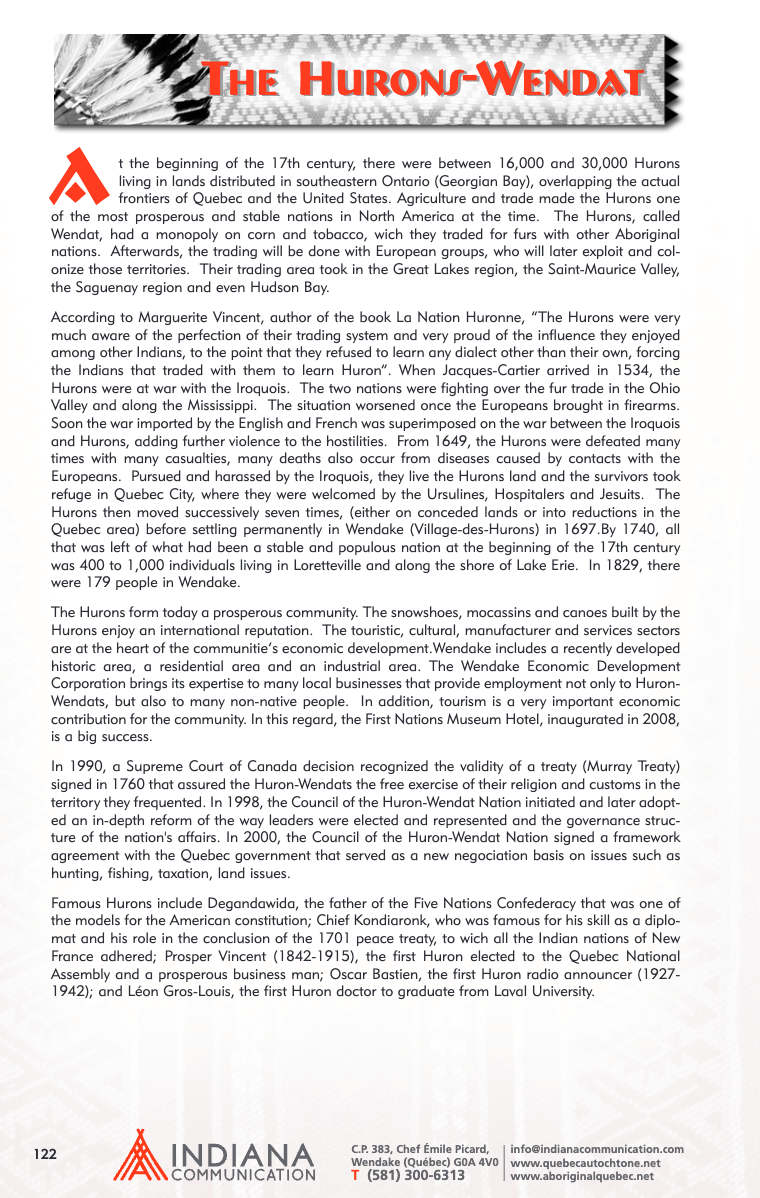 The Hurons-Wendat
At the beginning of the 17th century, there were between 16,000 and 30,000 Hurons
living in lands distributed in southeastern Ontario (Georgian Bay), overlapping the actual
frontiers of Quebec and the United States. Agriculture and trade made the Hurons one
of the most prosperous and stable nations in North America at the time. The Hurons, called
Wendat, had a monopoly on corn and tobacco, wich they traded for furs with other Aboriginal
nations. Afterwards, the trading will be done with European groups, who will later exploit and col-
onize those territories. Their trading area took in the Great Lakes region, the Saint-Maurice Valley,
the Saguenay region and even Hudson Bay.
According to Marguerite Vincent, author of the book La Nation Huronne, “The Hurons were very
much aware of the perfection of their trading system and very proud of the influence they enjoyed
among other Indians, to the point that they refused to learn any dialect other than their own, forcing
the Indians that traded with them to learn Huron”. When Jacques-Cartier arrived in 1534, the
Hurons were at war with the Iroquois. The two nations were fighting over the fur trade in the Ohio
Valley and along the Mississippi. The situation worsened once the Europeans brought in firearms.
Soon the war imported by the English and French was superimposed on the war between the Iroquois
and Hurons, adding further violence to the hostilities. From 1649, the Hurons were defeated many
times with many casualties, many deaths also occur from diseases caused by contacts with the
Europeans. Pursued and harassed by the Iroquois, they live the Hurons land and the survivors took
refuge in Quebec City, where they were welcomed by the Ursulines, Hospitalers and Jesuits. The
Hurons then moved successively seven times, (either on conceded lands or into reductions in the
Quebec area) before settling permanently in Wendake (Village-des-Hurons) in 1697.By 1740, all
that was left of what had been a stable and populous nation at the beginning of the 17th century
was 400 to 1,000 individuals living in Loretteville and along the shore of Lake Erie. In 1829, there
were 179 people in Wendake.
The Hurons form today a prosperous community. The snowshoes, mocassins and canoes built by the
Hurons enjoy an international reputation. The touristic, cultural, manufacturer and services sectors
are at the heart of the communitie’s economic development.Wendake includes a recently developed
historic area, a residential area and an industrial area. The Wendake Economic Development
Corporation brings its expertise to many local businesses that provide employment not only to Huron-
Wendats, but also to many non-native people. In addition, tourism is a very important economic
contribution for the community. In this regard, the First Nations Museum Hotel, inaugurated in 2008,
is a big success.
In 1990, a Supreme Court of Canada decision recognized the validity of a treaty (Murray Treaty)
signed in 1760 that assured the Huron-Wendats the free exercise of their religion and customs in the
territory they frequented. In 1998, the Council of the Huron-Wendat Nation initiated and later adopt-
ed an in-depth reform of the way leaders were elected and represented and the governance struc-
ture of the nation's affairs. In 2000, the Council of the Huron-Wendat Nation signed a framework
agreement with the Quebec government that served as a new negociation basis on issues such as
hunting, fishing, taxation, land issues.
Famous Hurons include Degandawida, the father of the Five Nations Confederacy that was one of
the models for the American constitution; Chief Kondiaronk, who was famous for his skill as a diplo-
mat and his role in the conclusion of the 1701 peace treaty, to wich all the Indian nations of New
France adhered; Prosper Vincent (1842-1915), the first Huron elected to the Quebec National
Assembly and a prosperous business man; Oscar Bastien, the first Huron radio announcer (1927-
1942); and Léon Gros-Louis, the first Huron doctor to graduate from Laval University.
122
INDIANA
COMMUNICATION
C.P. 383, Chef Émile Picard,
Wendake (Québec) G0A 4V0
T (581) 300-6313
info@indianacommunication.com
www.quebecautochtone.net
www.aboriginalquebec.net